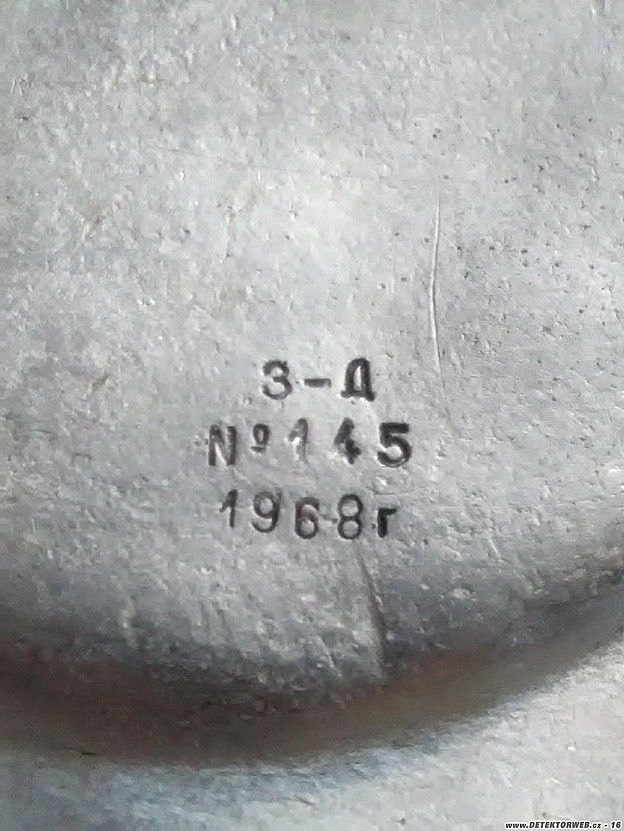 З-Д
№145
1968г
www.DETEKTORWEB.cz - 16